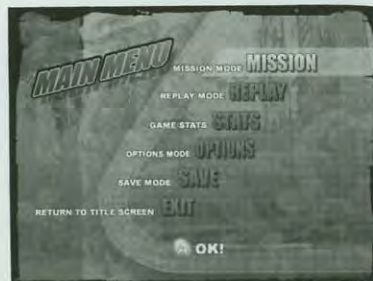 MAIN MENU
MISSION MODE MISSION
REPLAY MODE REPLAY
GAME STATS STATS
OPTIONS MODE OPTIONS
SAVE MODE SAVE
RETURN TO TITLE SCREEN EXIT
A OK!